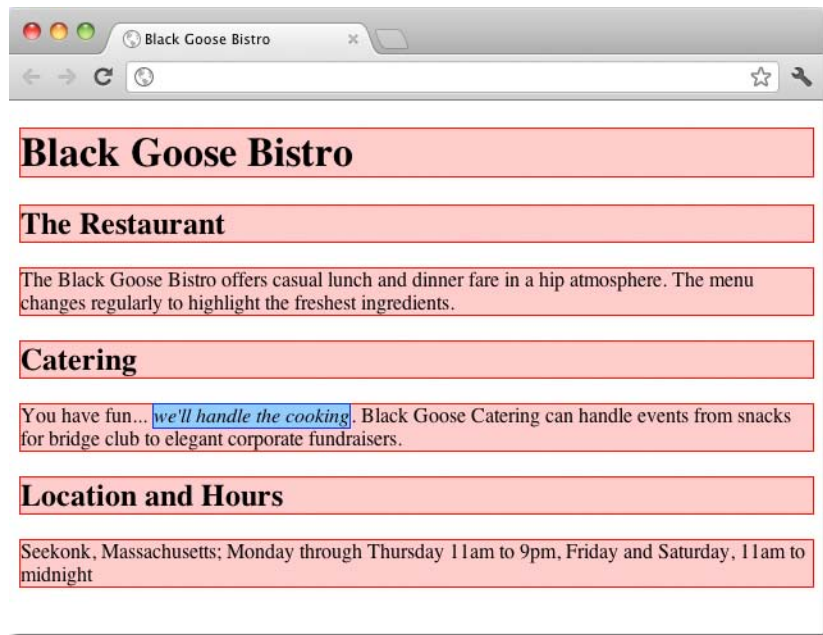 Black Goose Bistro
Black Goose Bistro
The Restaurant
The Black Goose Bistro offers casual lunch and dinner fare in a hip atmosphere. The menu
changes regularly to highlight the freshest ingredients.
Catering
You have fun... we'll handle the cooking. Black Goose Catering can handle events from snacks
for bridge club to elegant corporate fundraisers.
Location and Hours
Seekonk, Massachusetts; Monday through Thursday 11am to 9pm, Friday and Saturday, 11am to
midnight